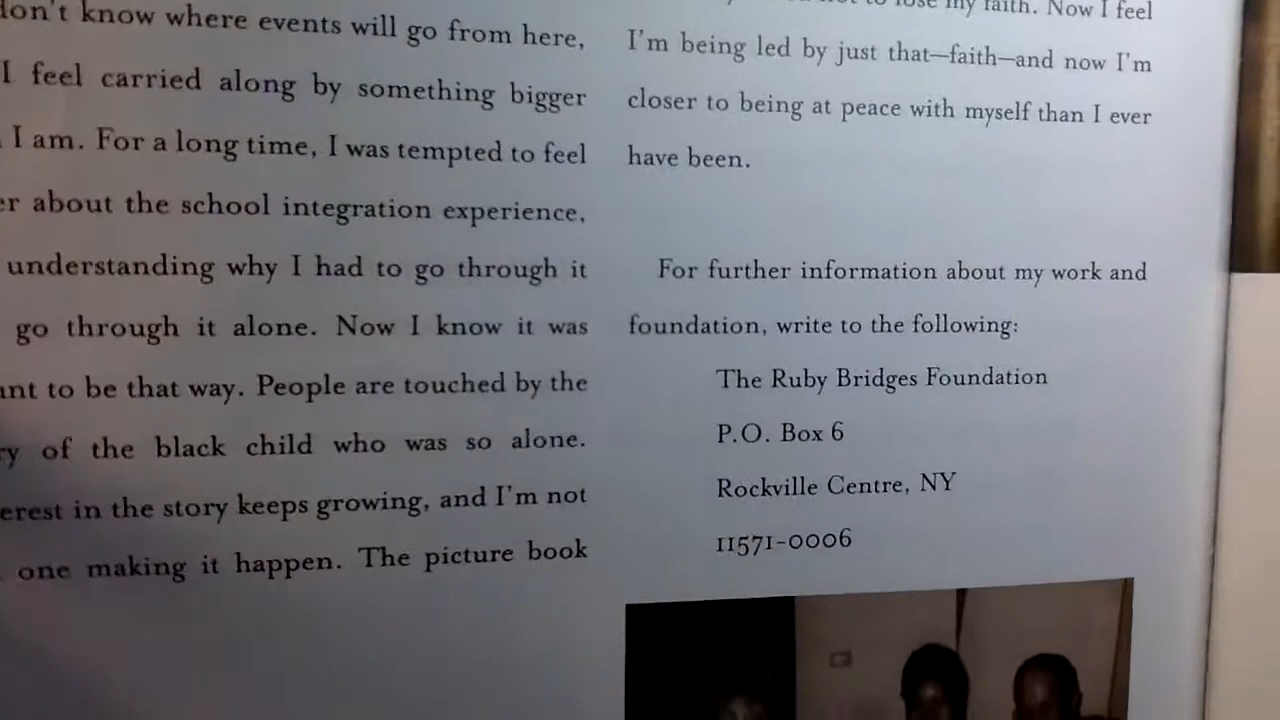 don't know where events will go from here,
I feel carried along by something bigger
I am. For a long time, I was tempted to feel
about the school integration experience,
understanding why I had to go through it
go through it alone. Now I know it was
to be that way. People are touched by the
of the black child who was so alone.
in the story keeps growing, and I'm not
one making it happen. The picture book
to lose my faith. Now I feel
I'm being led by just that—faith—and now I'm
closer to being at peace with myself than I ever
have been.
For further information about my work and
foundation, write to the following:
The Ruby Bridges Foundation
P.O. Box 6
Rockville Centre, NY
11571-0006